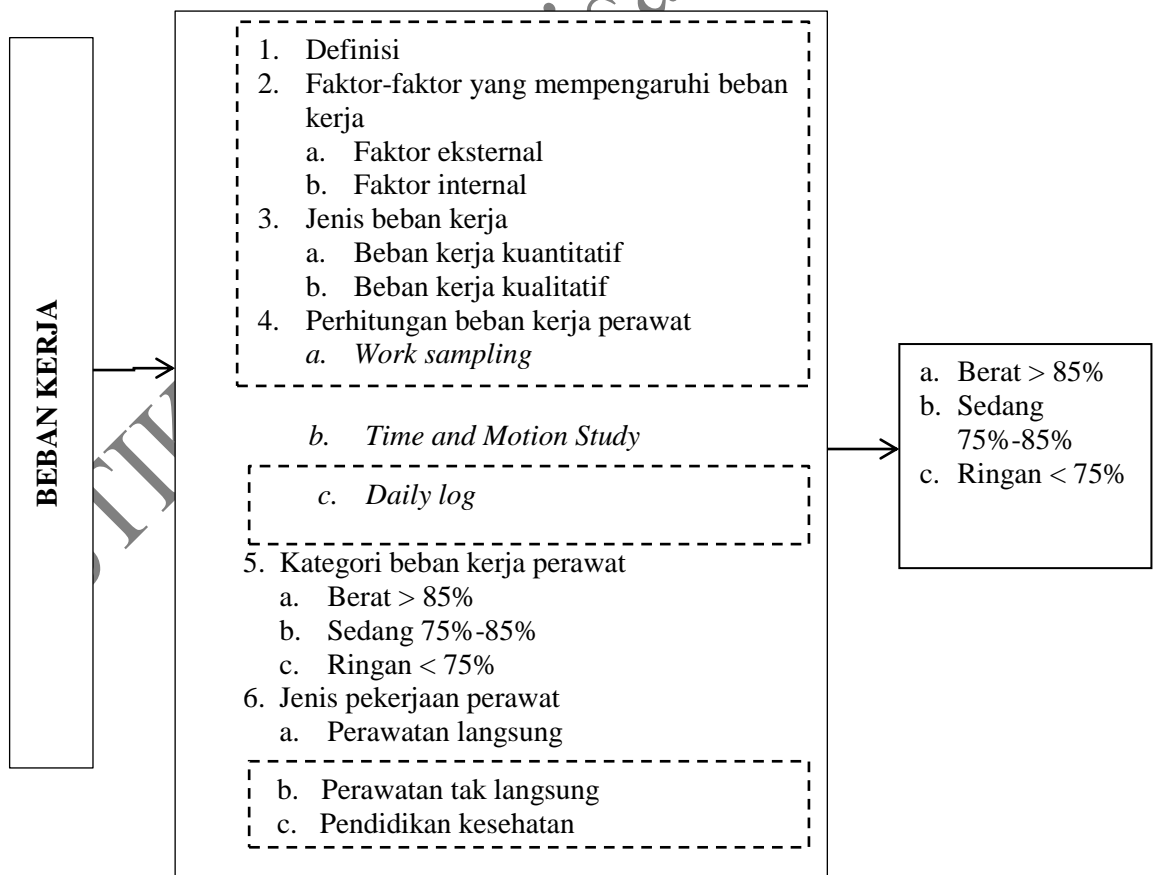 BEBAN KERJA
1. Definisi
2. Faktor-faktor yang mempengaruhi beban
kerja
a. Faktor eksternal
b. Faktor internal
3. Jenis beban kerja
a. Beban kerja kuantitatif
b. Beban kerja kualitatif
4. Perhitungan beban kerja perawat
a. Work sampling
b. Time and Motion Study
c. Daily log
5. Kategori beban kerja perawat
a. Berat > 85%
b. Sedang 75%-85%
c. Ringan < 75%
6. Jenis pekerjaan perawat
a. Perawatan langsung
b. Perawatan tak langsung
c. Pendidikan kesehatan
a. Berat > 85%
b. Sedang
75%-85%
c. Ringan < 75%